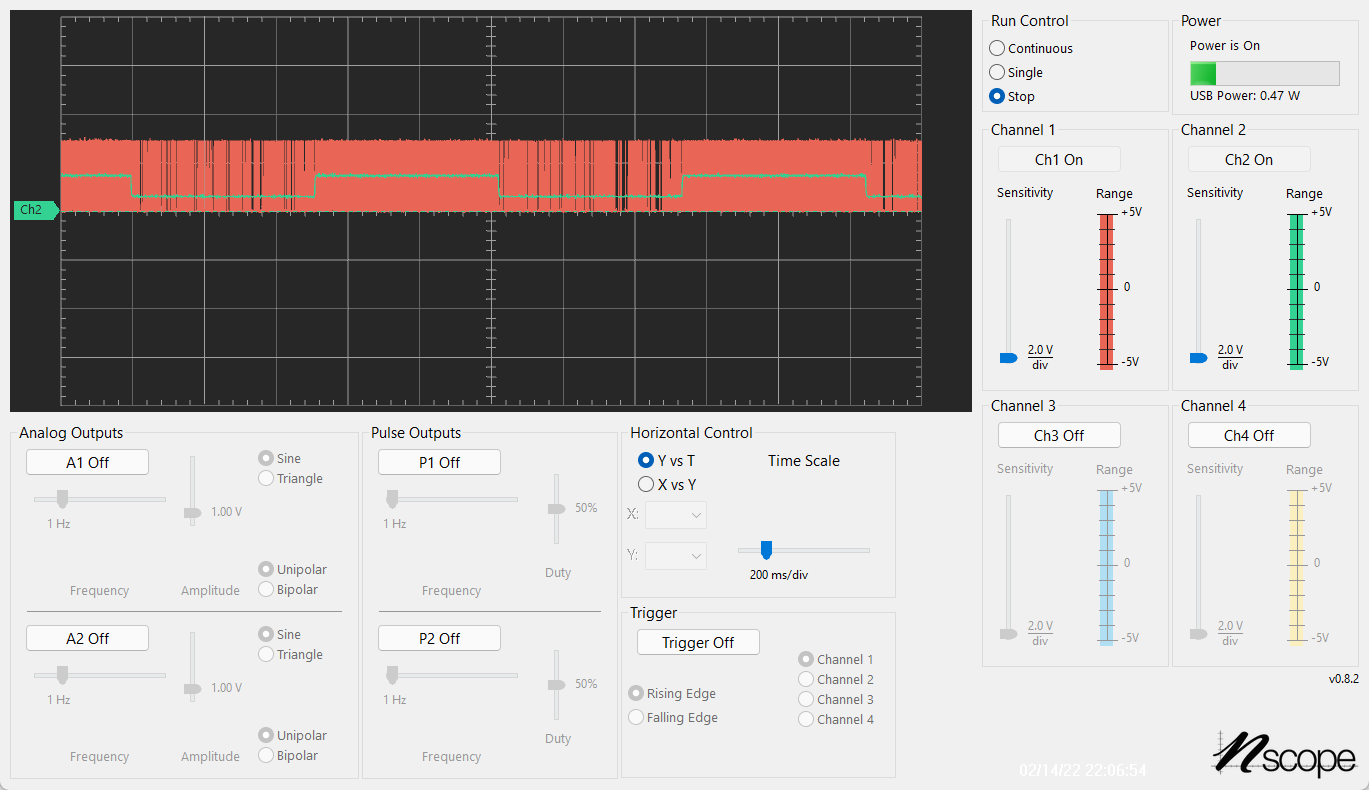 Ch2
Run Control
Continuous
Single
Stop
Power
Power is On
USB Power: 0.47 W
Channel 1
Ch1 On
Sensitivity
Range
+5V
0
-5V
2.0 V
div
Channel 2
Ch2 On
Sensitivity
Range
+5V
0
-5V
2.0 V
div
Channel 3
Ch3 Off
Sensitivity
Range
+5V
0
-5V
2.0 V
div
Channel 4
Ch4 Off
Sensitivity
Range
+5V
0
-5V
2.0 V
div
Analog Outputs
A1 Off
Sine
Triangle
1 Hz
1.00 V
Unipolar
Bipolar
Frequency
Amplitude
A2 Off
Sine
Triangle
1 Hz
1.00 V
Unipolar
Bipolar
Frequency
Amplitude
Pulse Outputs
P1 Off
50%
1 Hz
Duty
Frequency
P2 Off
50%
1 Hz
Duty
Frequency
Horizontal Control
Y vs T
X vs Y
Time Scale
X:
Y:
200 ms/div
Trigger
Trigger Off
Rising Edge
Falling Edge
Channel 1
Channel 2
Channel 3
Channel 4
v0.8.2
02/14/22 22:06:54
nscope